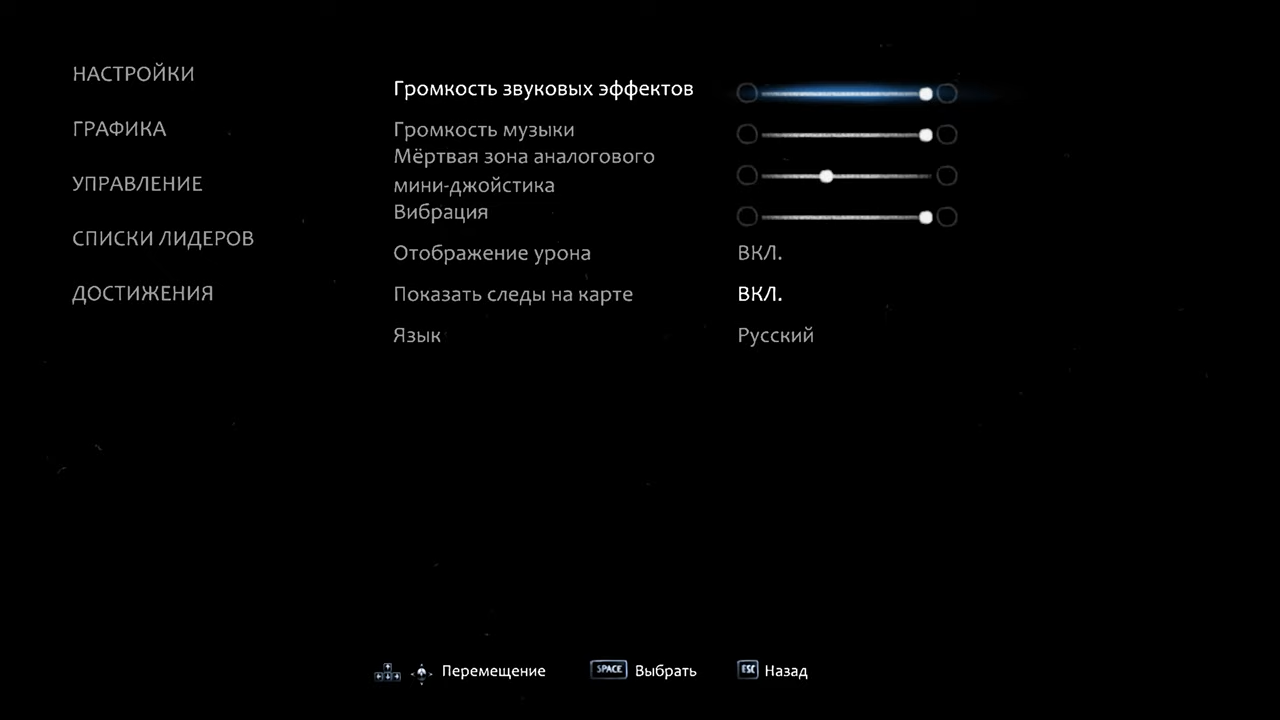 НАСТРОЙКИ
ГРАФИКА
УПРАВЛЕНИЕ
СПИСКИ ЛИДЕРОВ
ДОСТИЖЕНИЯ
Громкость звуковых эффектов
Громкость музыки
Мёртвая зона аналогового
мини-джойстика
Вибрация
Отображение урона ВКЛ.
Показать следы на карте ВКЛ.
Язык Русский
Перемещение SPACE Выбрать ESC Назад